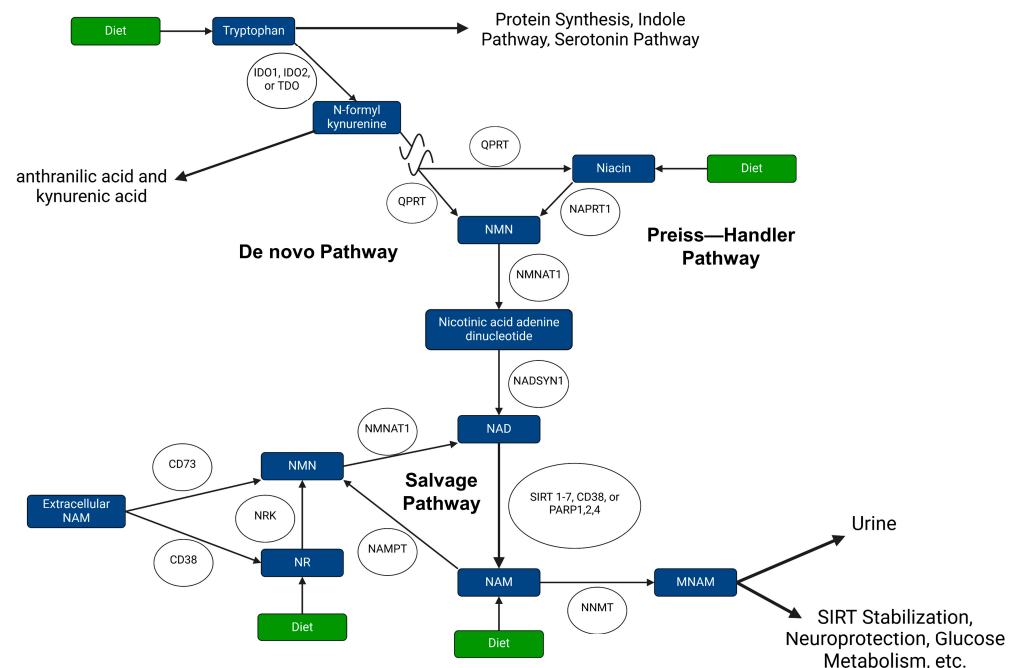 Diet
Tryptophan
Protein Synthesis, Indole
Pathway, Serotonin Pathway
IDO1, IDO2,
or TDO
N-formyl
kynurenine
anthranilic acid and
kynurenic acid
QPRT
Niacin
Diet
QPRT
NAPRT1
NMN
De novo Pathway
Preiss—Handler
Pathway
NMNAT1
Nicotinic acid adenine
dinucleotide
NADSYN1
NAD
NMNAT1
CD73
NMN
Salvage
Pathway
SIRT 1-7, CD38, or
PARP1,2,4
Extracellular
NAM
NRK
CD38
NR
NAMPT
NAM
NNMT
MNAM
Urine
Diet
Diet
SIRT Stabilization,
Neuroprotection, Glucose
Metabolism, etc.